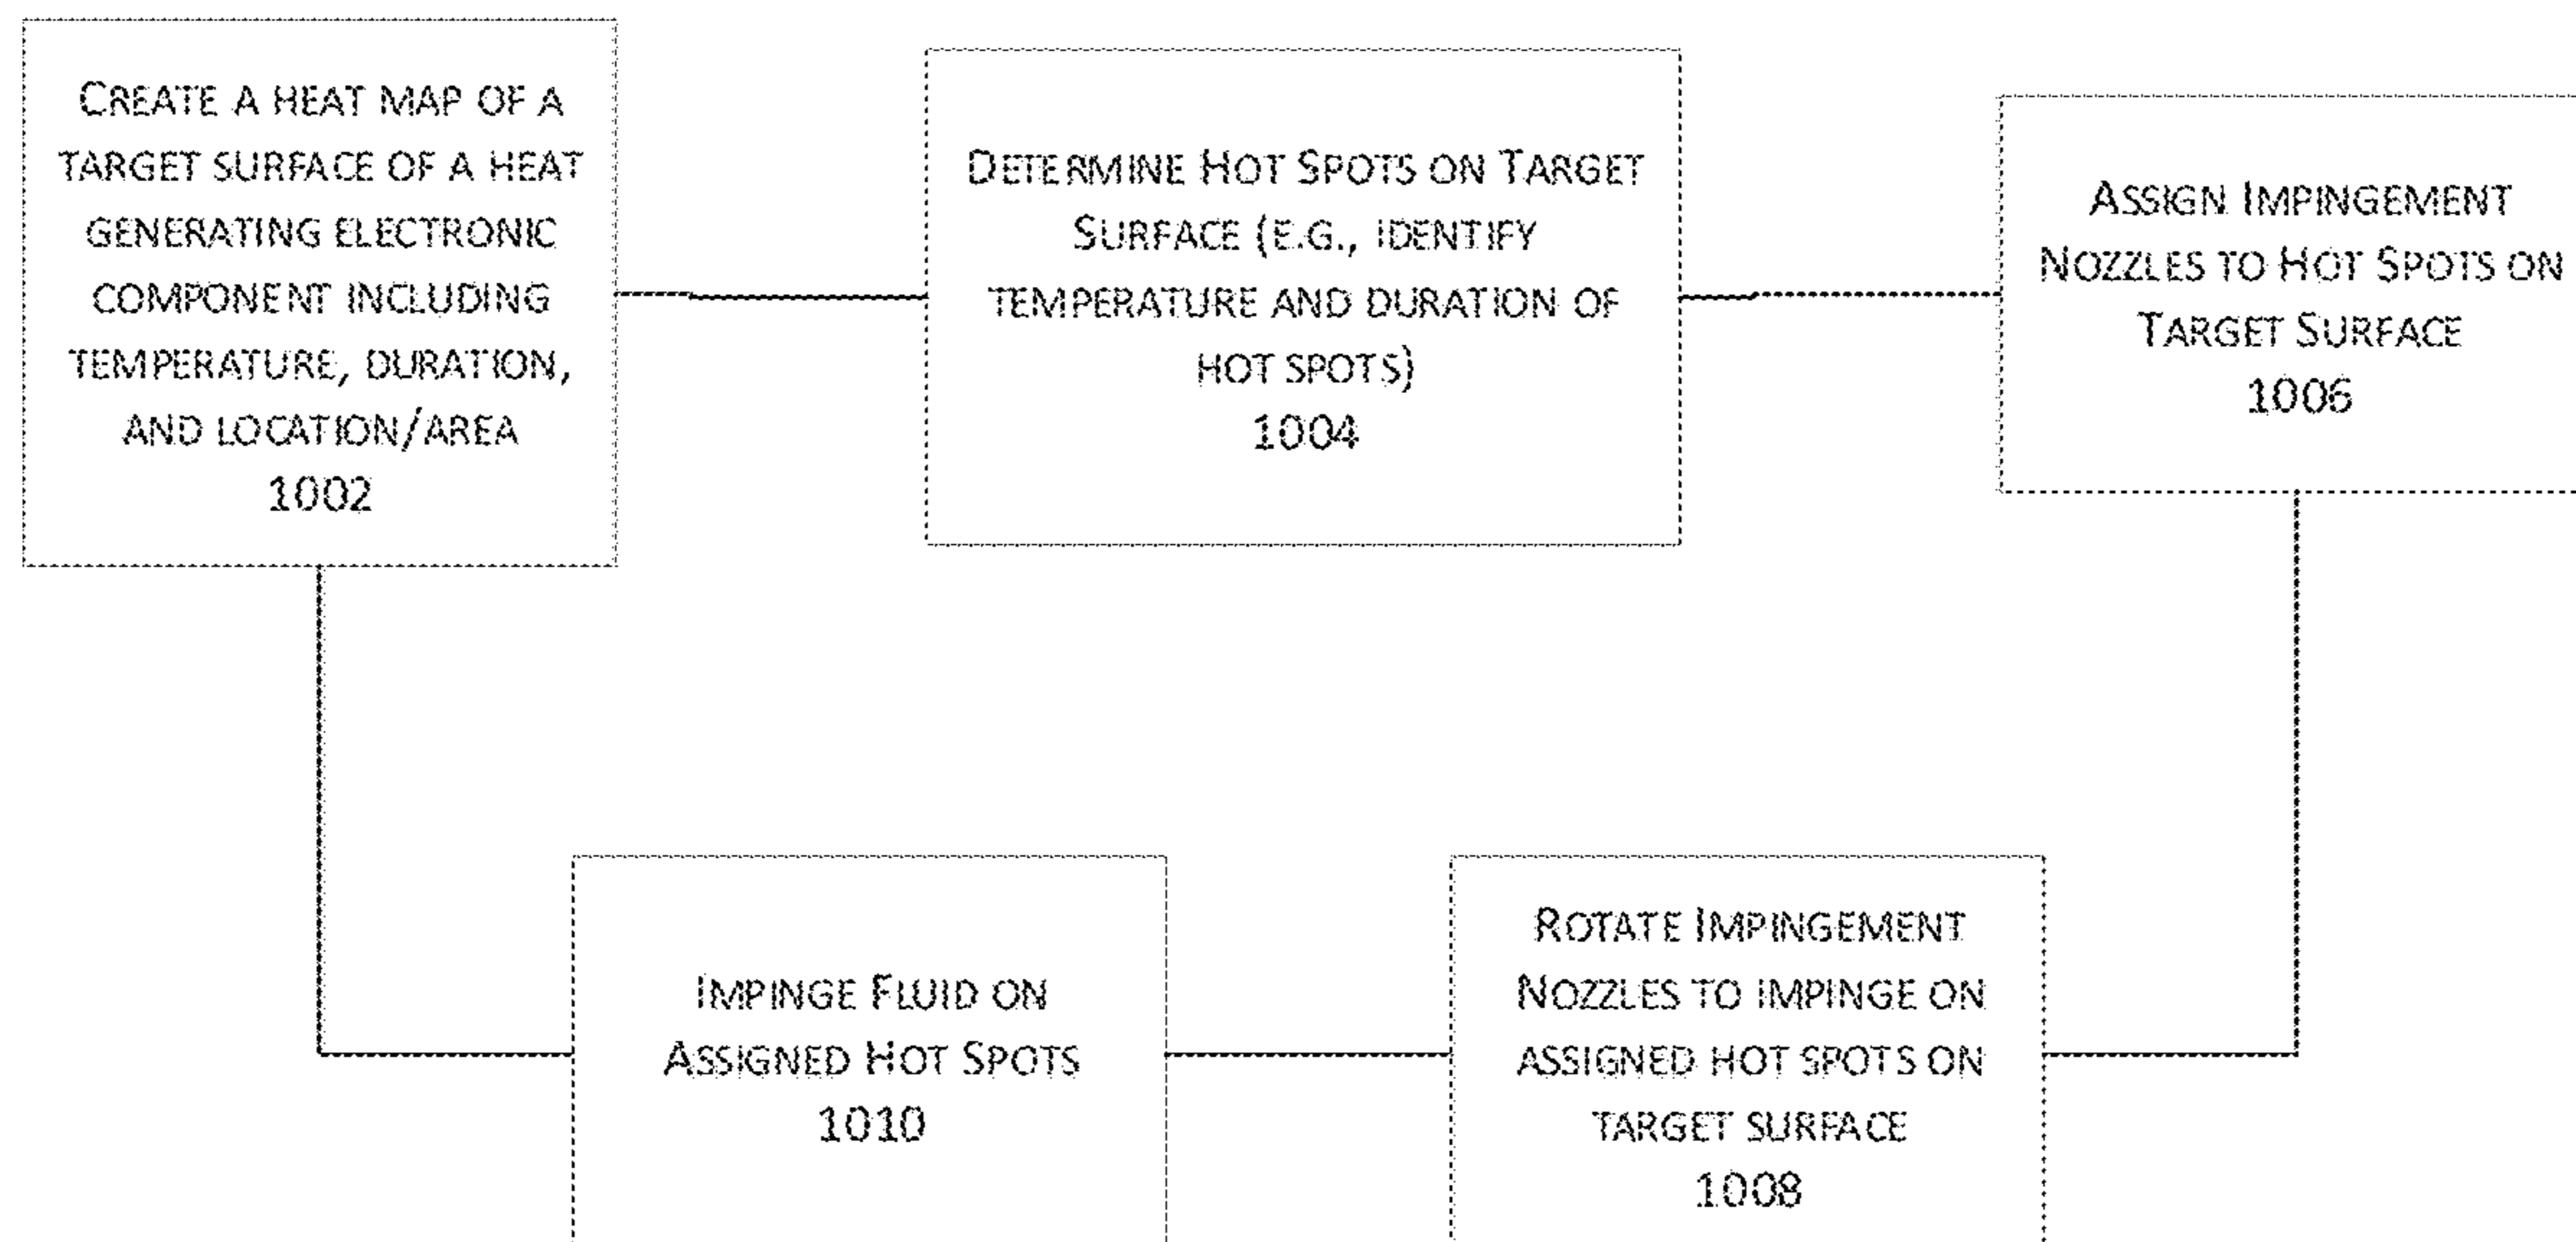 CREATE A HEAT MAP OF A
TARGET SURFACE OF A HEAT
GENERATING ELECTRONIC
COMPONENT INCLUDING
TEMPERATURE, DURATION,
AND LOCATION/AREA
1002
DETERMINE HOT SPOTS ON TARGET
SURFACE (E.G., IDENTIFY
TEMPERATURE AND DURATION OF
HOT SPOTS)
1004
ASSIGN IMPINGEMENT
NOZZLES TO HOT SPOTS ON
TARGET SURFACE
1006
IMPINGE FLUID ON
ASSIGNED HOT SPOTS
1010
ROTATE IMPINGEMENT
NOZZLES TO IMPINGE ON
ASSIGNED HOT SPOTS ON
TARGET SURFACE
1008